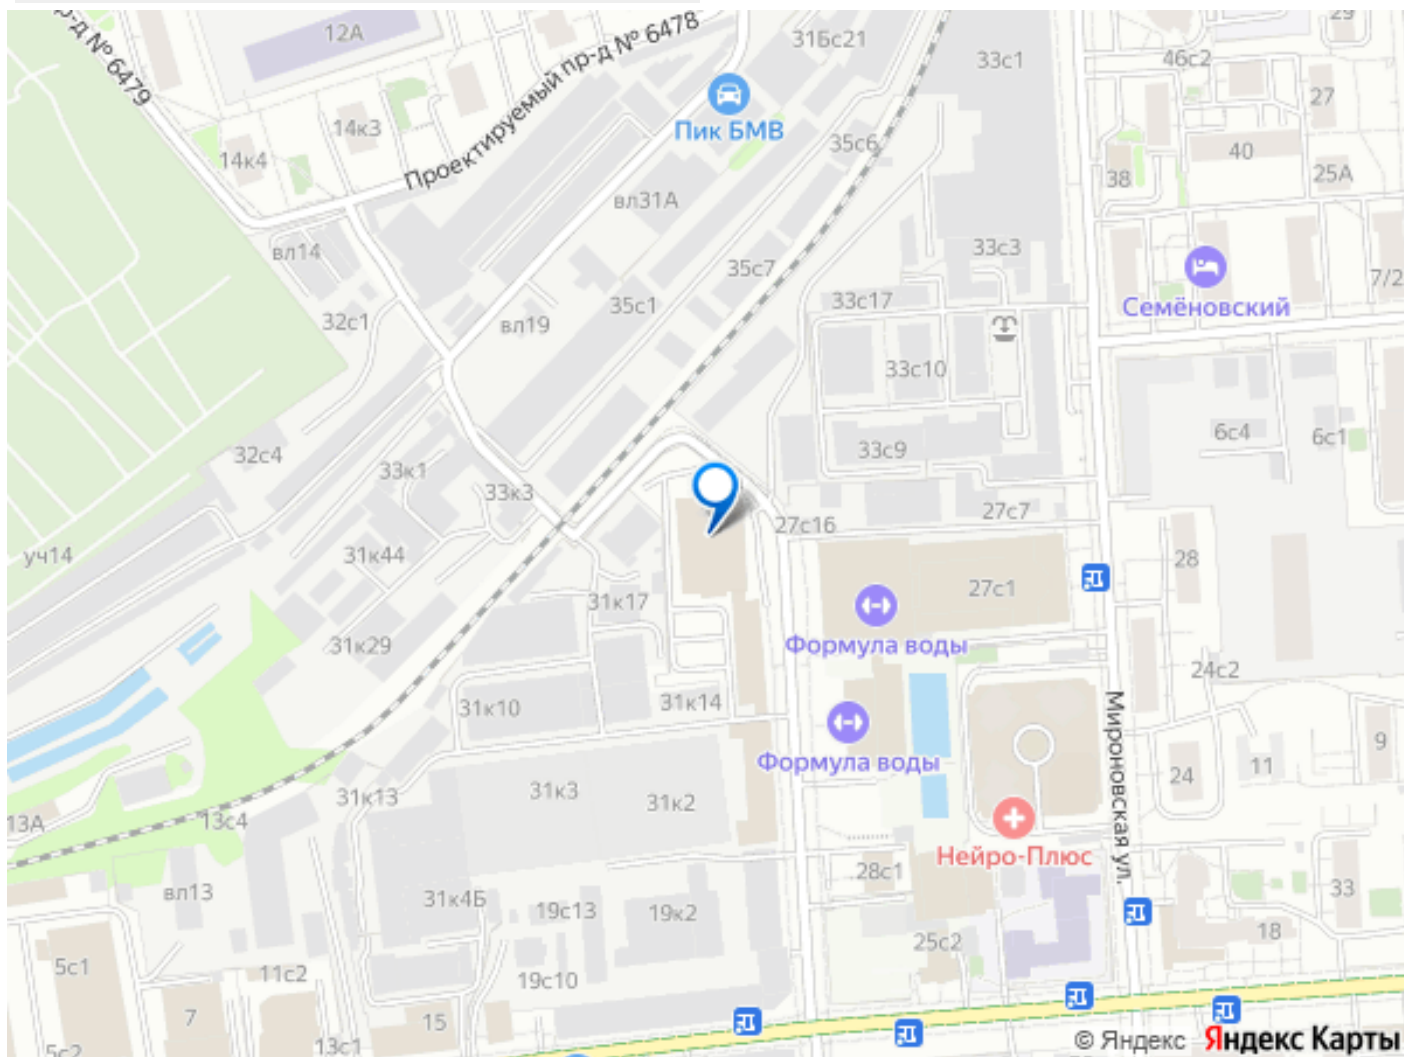 12А
пр-д № 6479
Проектируемый пр-д № 6478
31Бс21
33с1
46с2
29
27
Пик БМВ
14к3
35с6
40
14к4
38
25А
вл31А
вл14
33с3
35с7
7/2
Семёновский
35с1
33с17
32с1
вл19
33с10
6с4
6с1
33с9
32с4
33к1
33к3
27с7
27с16
уч14
31к44
28
27с1
31к17
Формула воды
31к29
24с2
31к14
31к10
Мироновская ул.
9
Формула воды
11
24
31к3
31к13
31к2
13А
13с4
Нейро-Плюс
28с1
33
вл13
31к4Б
19с13
19к2
18
25с2
5с1
11с2
19с10
7
15
13с1
5с2
© Яндекс Яндекс Карты